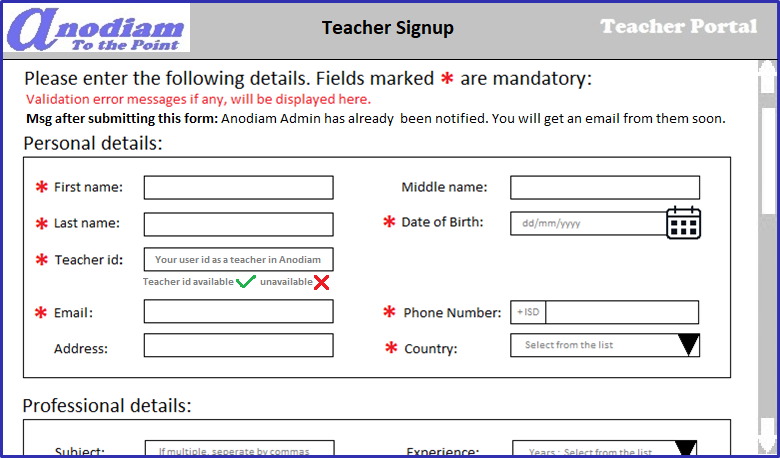 Anodiam
To the Point
Teacher Signup
Teacher Portal
Please enter the following details. Fields marked * are mandatory:
Validation error messages if any, will be displayed here.
Msg after submitting this form: Anodiam Admin has already been notified. You will get an email from them soon.
Personal details:
* First name:
Middle name:
* Last name:
* Date of Birth: dd/mm/yyyy
* Teacher id: Your user id as a teacher in Anodiam
Teacher id available unavailable
* Email:
* Phone Number: +ISD
Address:
* Country: Select from the list
Professional details:
Subject: If multiple, seperate by commas
Experience: Years : Select from the list